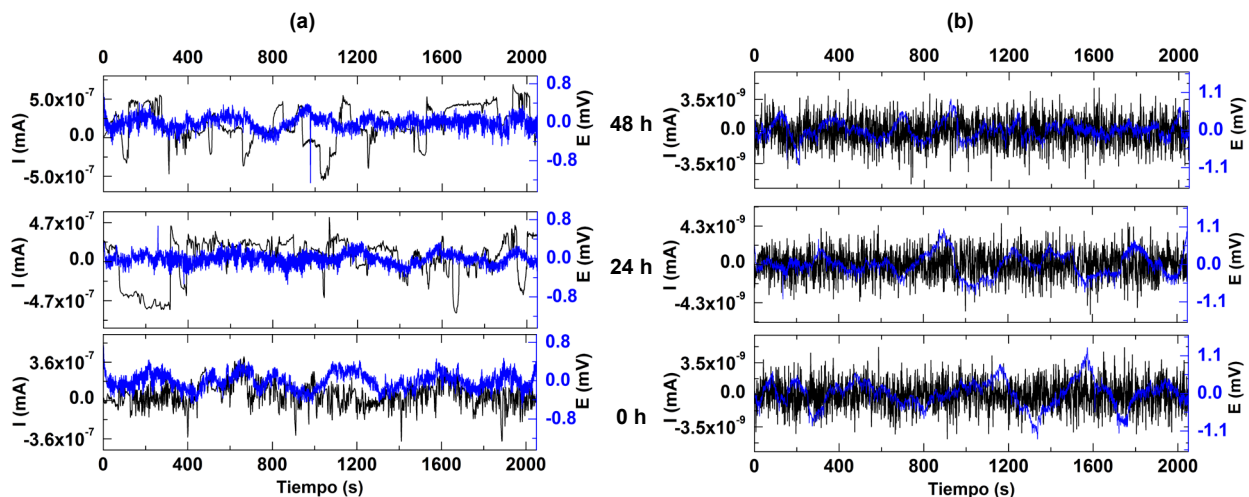 (a)
0 400 800 1200 1600 2000
I (mA)
5.0x10⁻⁷
0.0
-5.0x10⁻⁷
0.8
0.0
-0.8
E (mV)
I (mA)
4.7x10⁻⁷
0.0
-4.7x10⁻⁷
0.8
0.0
-0.8
E (mV)
I (mA)
3.6x10⁻⁷
0.0
-3.6x10⁻⁷
0.8
0.0
-0.8
E (mV)
0 400 800 1200 1600 2000
Tiempo (s)
48 h
24 h
0 h
(b)
0 400 800 1200 1600 2000
I (mA)
3.5x10⁻⁹
0.0
-3.5x10⁻⁹
1.1
0.0
-1.1
E (mV)
I (mA)
4.3x10⁻⁹
0.0
-4.3x10⁻⁹
1.1
0.0
-1.1
E (mV)
I (mA)
3.5x10⁻⁹
0.0
-3.5x10⁻⁹
1.1
0.0
-1.1
E (mV)
0 400 800 1200 1600 2000
Tiempo (s)